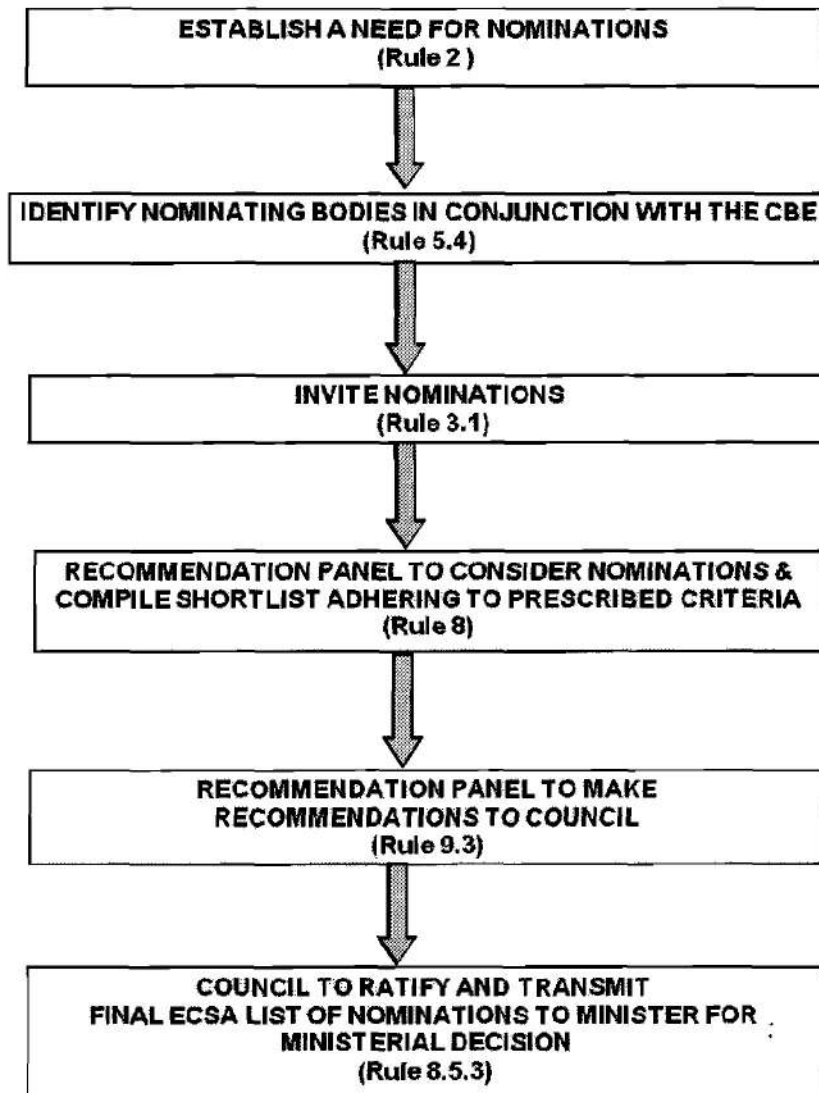 ESTABLISH A NEED FOR NOMINATIONS
(Rule 2 )
IDENTIFY NOMINATING BODIES IN CONJUNCTION WITH THE CBE
(Rule 5.4)
INVITE NOMINATIONS
(Rule 3.1)
RECOMMENDATION PANEL TO CONSIDER NOMINATIONS &
COMPILE SHORTLIST ADHERING TO PRESCRIBED CRITERIA
(Rule 8)
RECOMMENDATION PANEL TO MAKE
RECOMMENDATIONS TO COUNCIL
(Rule 9.3)
COUNCIL TO RATIFY AND TRANSMIT
FINAL ECSA LIST OF NOMINATIONS TO MINISTER FOR
MINISTERIAL DECISION
(Rule 8.5.3)